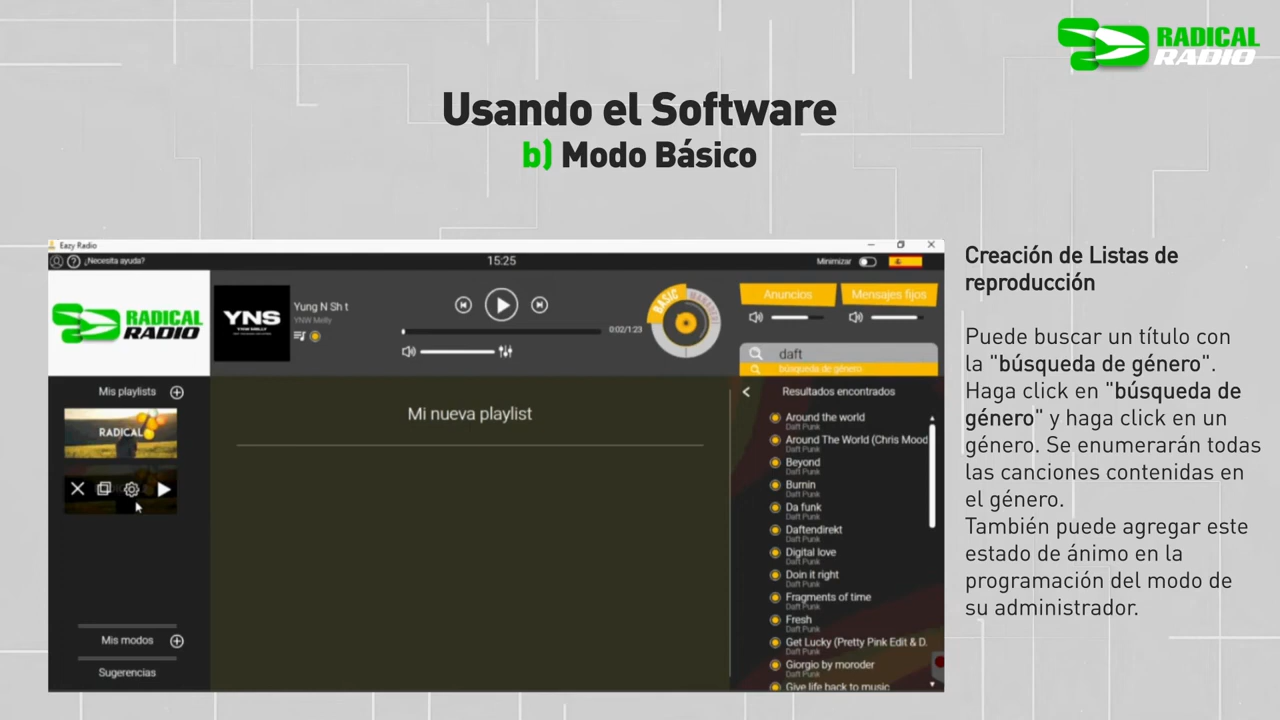 RADICAL
RADIO
Usando el Software
b) Modo Básico
Eazy Radio
¿Necesita ayuda?
15:25
Minimizar
RADICAL
RADIO
YNS
YNW MELLY
Yung N Sh t
YNW Melly
0:02/1:23
BASIC
MANAGER
Anuncios
Mensajes fijos
daft
búsqueda de género
Mis playlists
RADICAL
Mi nueva playlist
Resultados encontrados
Around the world
Daft Punk
Around The World (Chris Mood
Daft Punk
Beyond
Daft Punk
Burnin
Daft Punk
Da funk
Daft Punk
Daftendirekt
Daft Punk
Digital love
Daft Punk
Doin it right
Daft Punk
Fragments of time
Daft Punk
Fresh
Daft Punk
Get Lucky (Pretty Pink Edit & D.
Daft Punk
Giorgio by moroder
Daft Punk
Give life back to music
Mis modos
Sugerencias
Creación de Listas de
reproducción
Puede buscar un título con
la "búsqueda de género".
Haga click en "búsqueda de
género" y haga click en un
género. Se enumerarán todas
las canciones contenidas en
el género.
También puede agregar este
estado de ánimo en la
programación del modo de
su administrador.